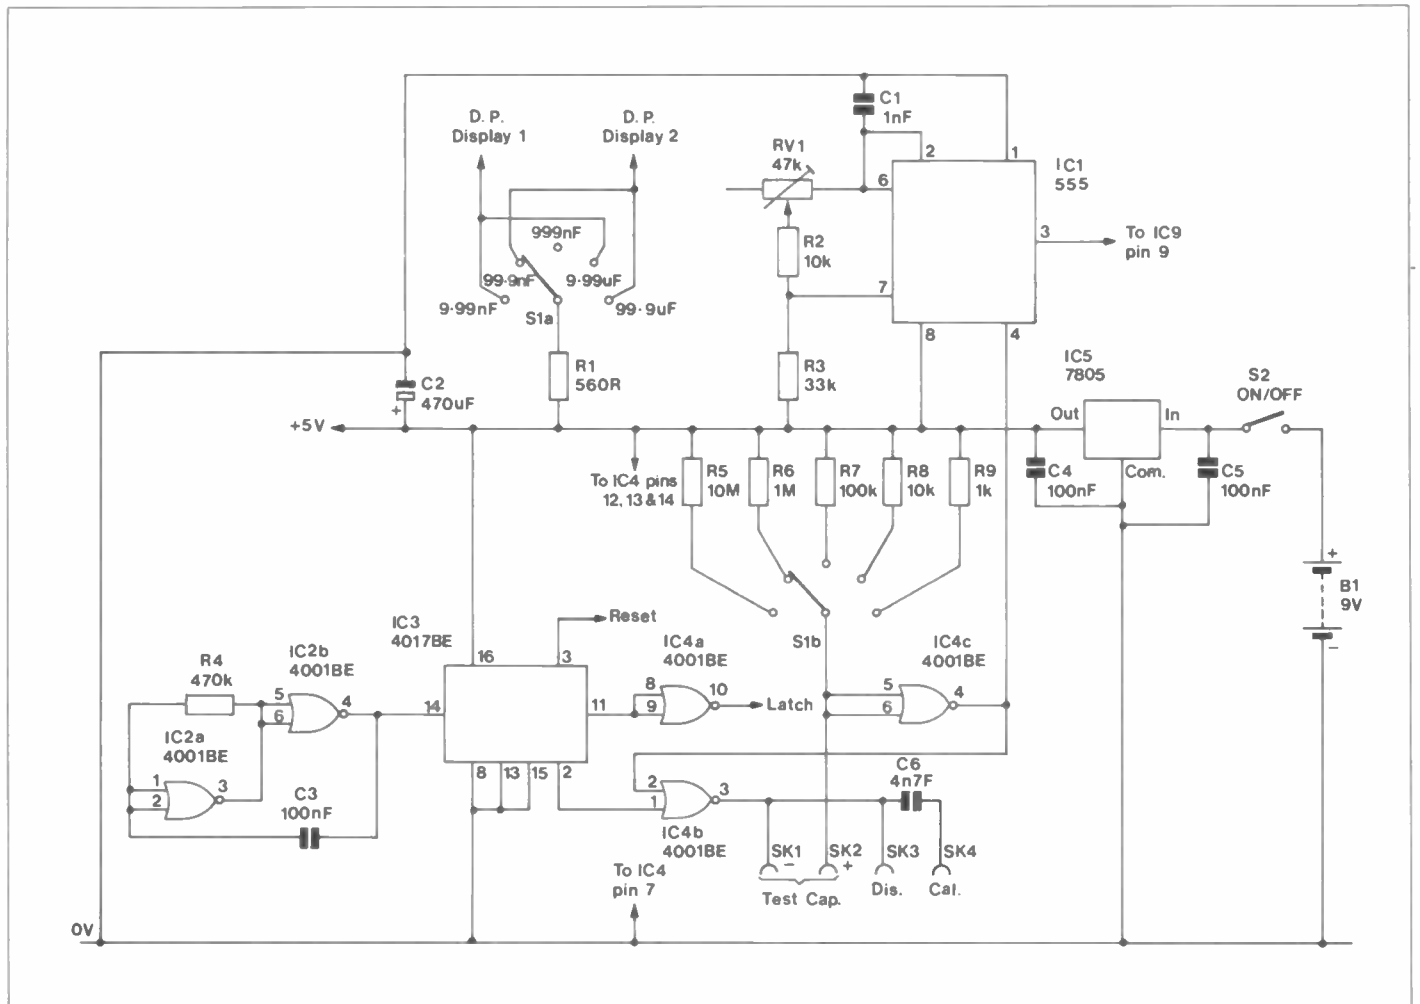 D. P.
Display 1
D. P.
Display 2
C1
1nF
RV1
47k
2
1
IC1
555
6
3
To IC9
pin 9
R2
10k
7
8
4
999nF
99·9nF
9·99uF
9·99nF
99·9uF
S1a
R1
560R
R3
33k
C2
470uF
+
+5V
IC5
7805
Out
In
Com.
S2
ON/OFF
C4
100nF
C5
100nF
To IC4 pins
12, 13 & 14
R5
10M
R6
1M
R7
100k
R8
10k
R9
1k
+
B1
9V
−
S1b
Reset
IC3
4017BE
16
3
14
11
8
13
15
2
R4
470k
IC2b
4001BE
5
6
4
IC2a
4001BE
1
2
3
C3
100nF
IC4a
4001BE
8
9
10
Latch
IC4c
4001BE
5
6
4
2
1
3
IC4b
4001BE
C6
4n7F
SK1
−
SK2
+
SK3
SK4
Test Cap.
Dis.
Cal.
To IC4
pin 7
0V